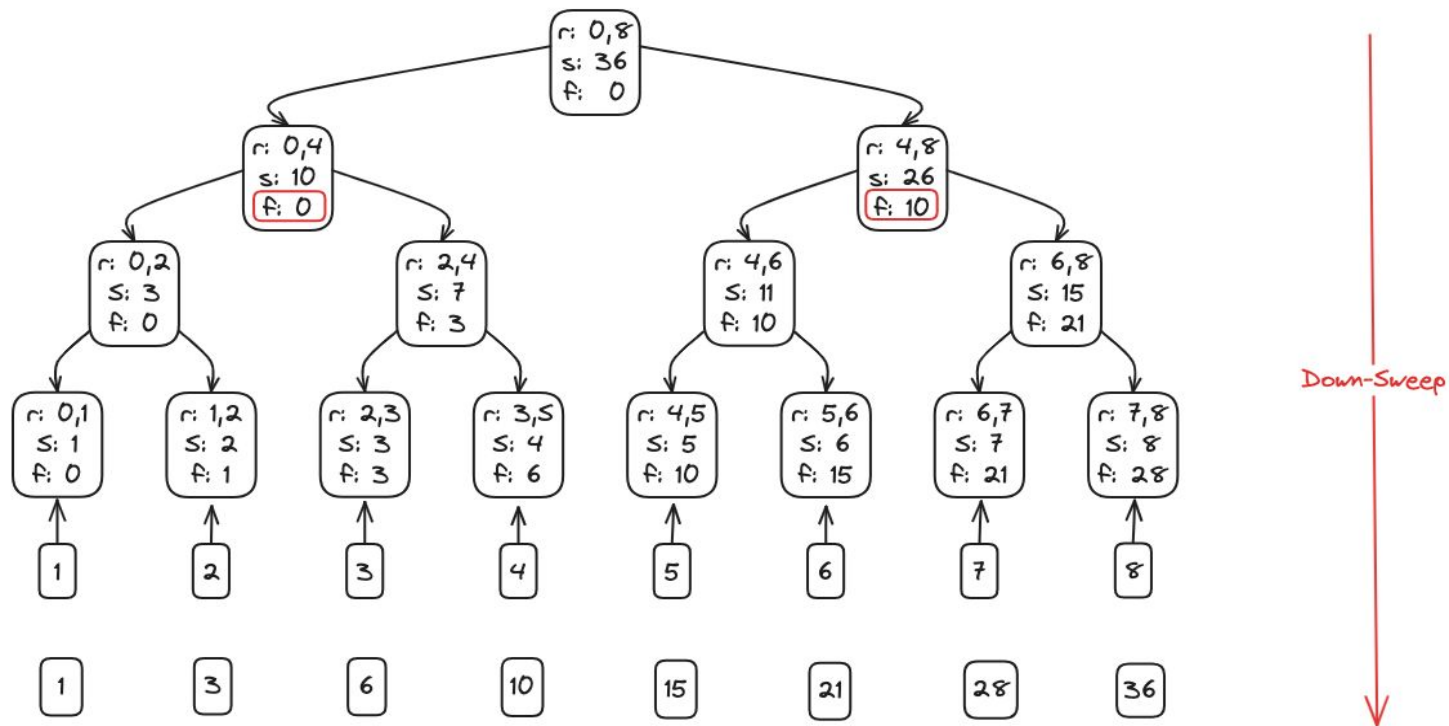 r: 0,8
s: 36
f: 0
r: 0,4
s: 10
f: 0
r: 4,8
s: 26
f: 10
r: 0,2
s: 3
f: 0
r: 2,4
s: 7
f: 3
r: 4,6
s: 11
f: 10
r: 6,8
s: 15
f: 21
Down-Sweep
r: 0,1
s: 1
f: 0
r: 1,2
s: 2
f: 1
r: 2,3
s: 3
f: 3
r: 3,5
s: 4
f: 6
r: 4,5
s: 5
f: 10
r: 5,6
s: 6
f: 15
r: 6,7
s: 7
f: 21
r: 7,8
s: 8
f: 28
1
2
3
4
5
6
7
8
1
3
6
10
15
21
28
36